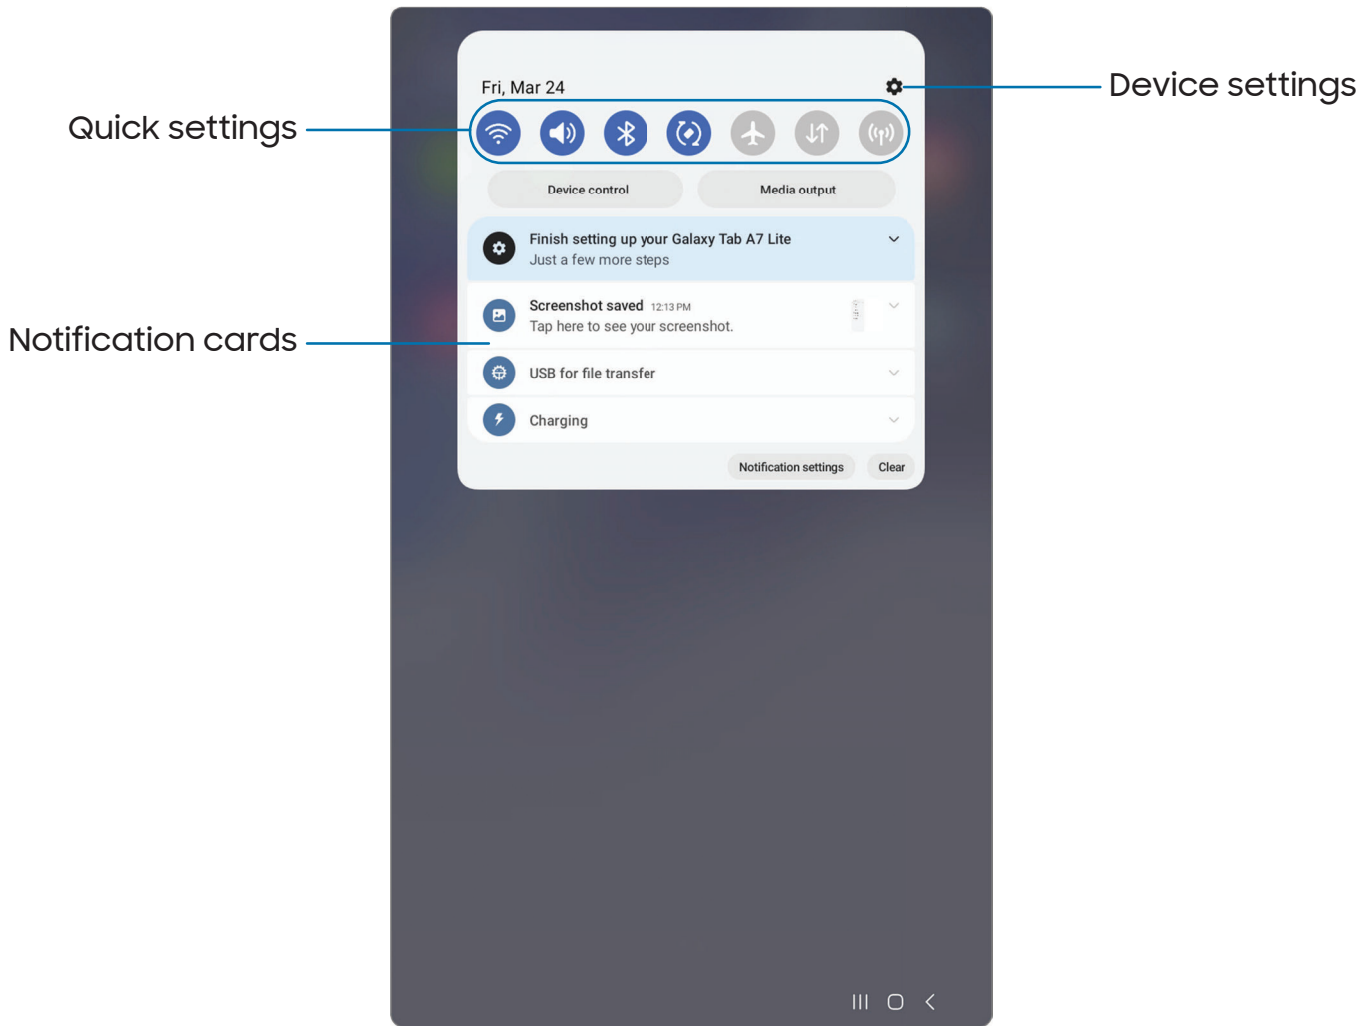 Fri, Mar 24
Device settings
Quick settings
Device control
Media output
Finish setting up your Galaxy Tab A7 Lite
Just a few more steps
Screenshot saved 12:13 PM
Tap here to see your screenshot.
Notification cards
USB for file transfer
Charging
Notification settings
Clear